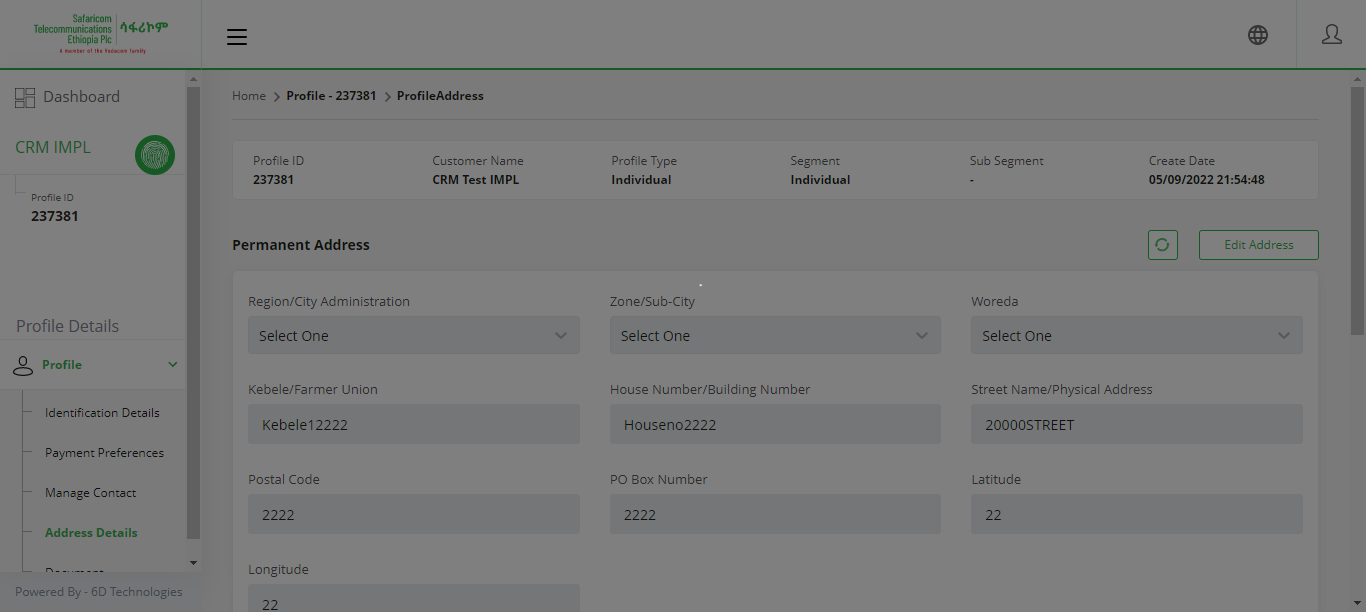 Safaricom
Telecommunications
Ethiopia Plc
ሳፋሪኮም
A member of the Vodacom family
Dashboard
CRM IMPL
Profile ID
237381
Profile Details
Profile
Identification Details
Payment Preferences
Manage Contact
Address Details
Document
Powered By - 6D Technologies
Home > Profile - 237381 > ProfileAddress
Profile ID Customer Name Profile Type Segment Sub Segment Create Date
237381 CRM Test IMPL Individual Individual - 05/09/2022 21:54:48
Permanent Address
Edit Address
Region/City Administration Zone/Sub-City Woreda
Select One Select One Select One
Kebele/Farmer Union House Number/Building Number Street Name/Physical Address
Kebele12222 Houseno2222 20000STREET
Postal Code PO Box Number Latitude
2222 2222 22
Longitude
22